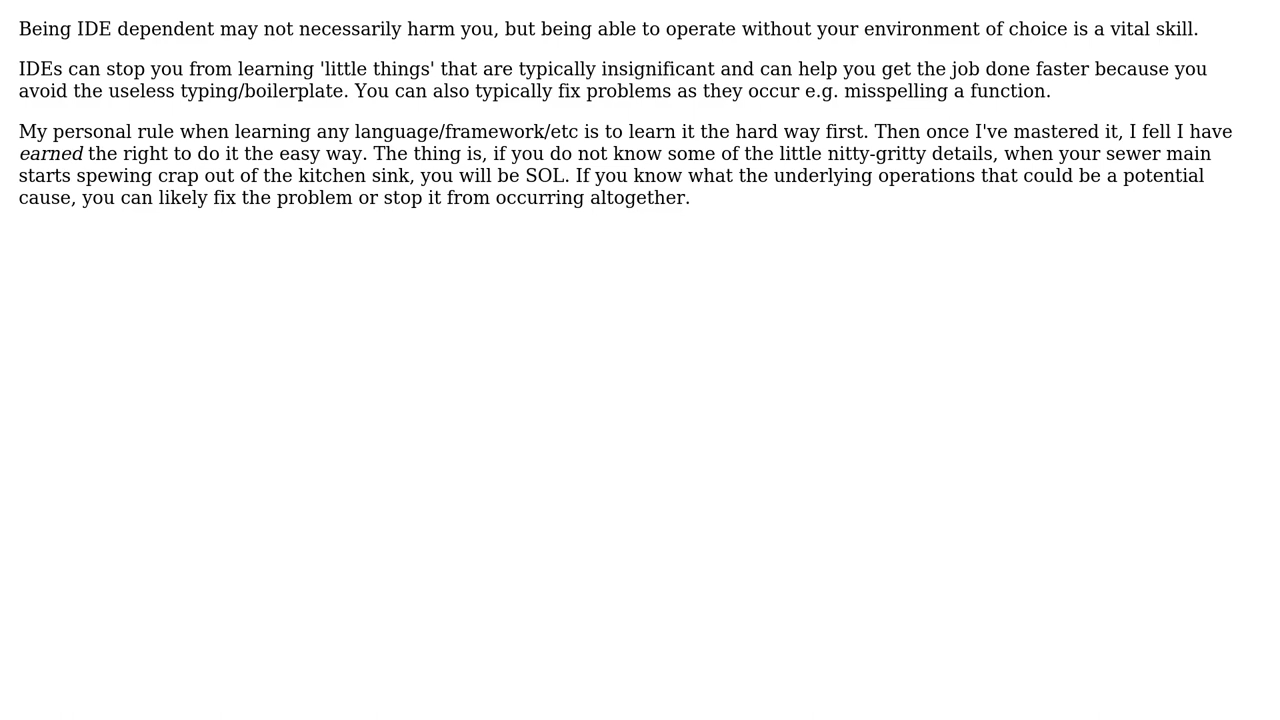 Being IDE dependent may not necessarily harm you, but being able to operate without your environment of choice is a vital skill.
IDEs can stop you from learning 'little things' that are typically insignificant and can help you get the job done faster because you
avoid the useless typing/boilerplate. You can also typically fix problems as they occur e.g. misspelling a function.
My personal rule when learning any language/framework/etc is to learn it the hard way first. Then once I've mastered it, I fell I have
earned the right to do it the easy way. The thing is, if you do not know some of the little nitty-gritty details, when your sewer main
starts spewing crap out of the kitchen sink, you will be SOL. If you know what the underlying operations that could be a potential
cause, you can likely fix the problem or stop it from occurring altogether.